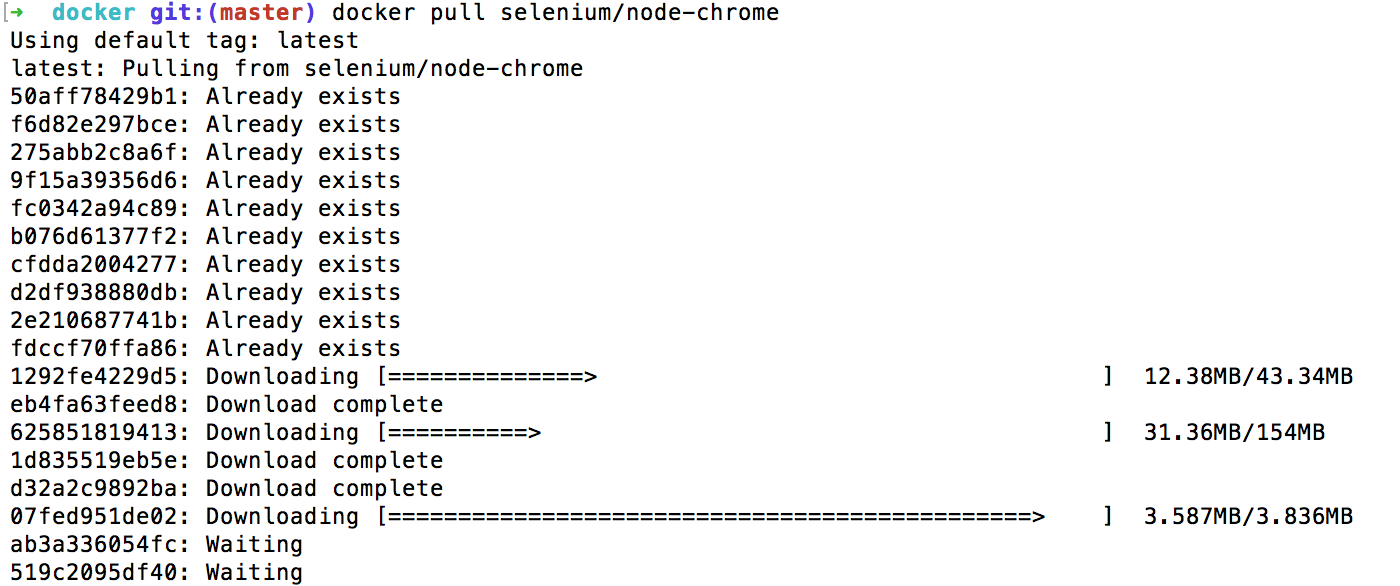 [➜  docker git:(master) docker pull selenium/node-chrome
Using default tag: latest
latest: Pulling from selenium/node-chrome
50aff78429b1: Already exists
f6d82e297bce: Already exists
275abb2c8a6f: Already exists
9f15a39356d6: Already exists
fc0342a94c89: Already exists
b076d61377f2: Already exists
cfdda2004277: Already exists
d2df938880db: Already exists
2e210687741b: Already exists
fdccf70ffa86: Already exists
1292fe4229d5: Downloading [==============>                                    ]  12.38MB/43.34MB
eb4fa63feed8: Download complete
625851819413: Downloading [==========>                                        ]  31.36MB/154MB
1d835519eb5e: Download complete
d32a2c9892ba: Download complete
07fed951de02: Downloading [==============================================>    ]  3.587MB/3.836MB
ab3a336054fc: Waiting
519c2095df40: Waiting